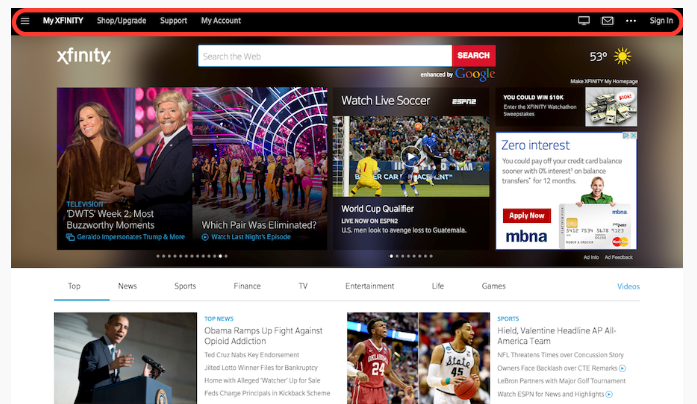 My XFINITY Shop/Upgrade Support My Account Sign In
xfinity
Search the Web SEARCH
enhanced by Google
53°
Make XFINITY My Homepage
TELEVISION
'DWTS' Week 2: Most
Buzzworthy Moments
Geraldo Impersonates Trump & More
Which Pair Was Eliminated?
Watch Last Night's Episode
Watch Live Soccer ESPN2
World Cup Qualifier
LIVE NOW ON ESPN2
U.S. men look to avenge loss to Guatemala.
YOU COULD WIN $10K
Enter the XFINITY Watchathon
Sweepstakes
Zero interest
You could pay off your credit card balance
sooner with 0% interest† on balance
transfers* for 12 months.
Apply Now
mbna
mbna
MasterCard
Ad Info Ad Feedback
Top News Sports Finance TV Entertainment Life Games Videos
TOP NEWS
Obama Ramps Up Fight Against
Opioid Addiction
Ted Cruz Nabs Key Endorsement
Jilted Lotto Winner Files for Bankruptcy
Home with Alleged 'Watcher' Up for Sale
Feds Charge Principals in Kickback Scheme
SPORTS
Hield, Valentine Headline AP All-
America Team
NFL Threatens Times over Concussion Story
Owners Face Backlash over CTE Remarks
LeBron Partners with Major Golf Tournament
Watch ESPN for News and Highlights
STATE
45